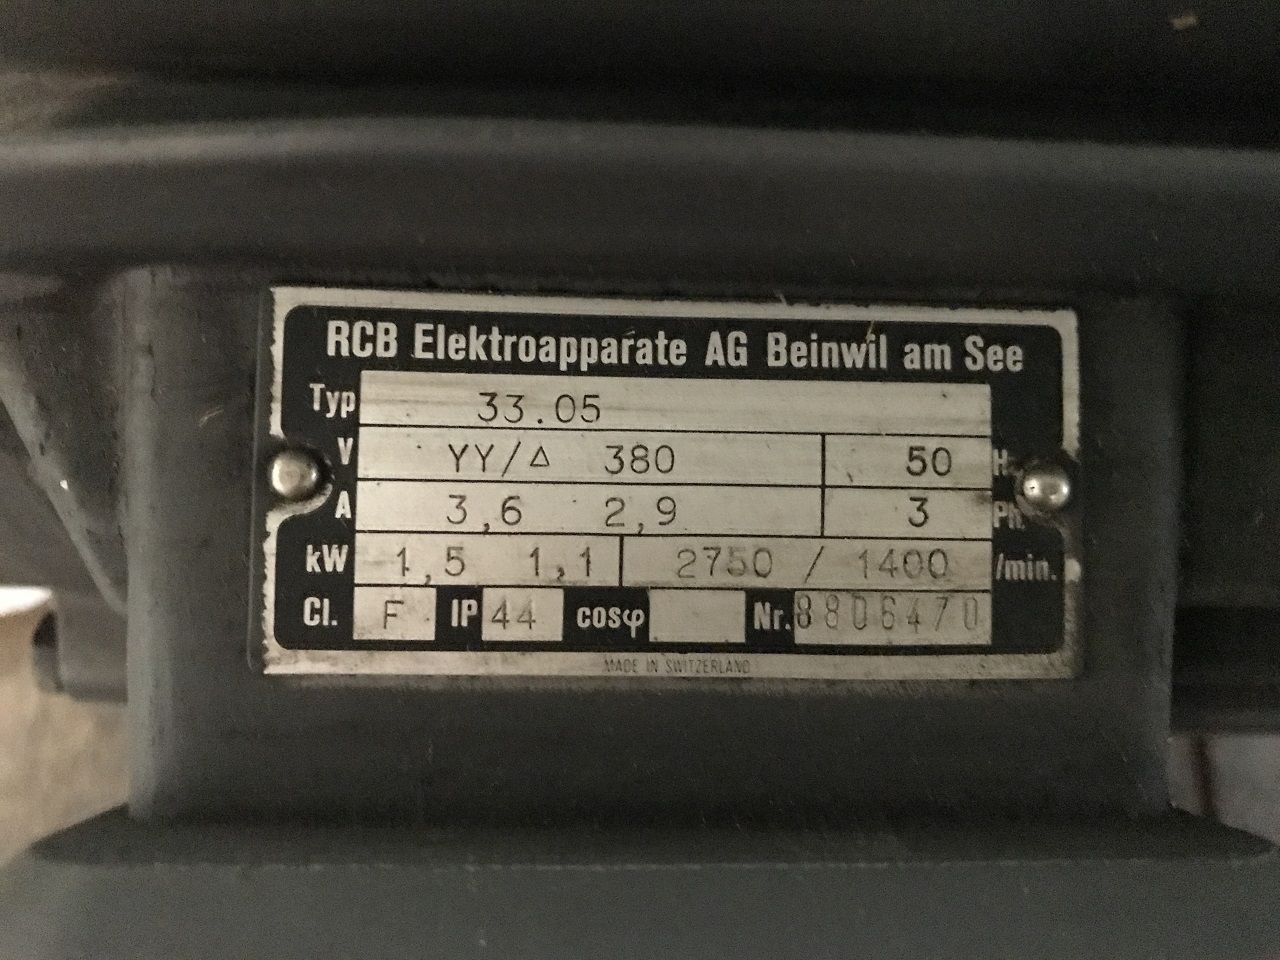 RCB Elektroapparate AG Beinwil am See
Typ 33.05
V YY/△ 380 50 H
A 3,6 2,9 3 Ph.
kW 1,5 1,1 2750 / 1400 /min.
Cl. F IP 44 cosφ Nr. 8806470
MADE IN SWITZERLAND